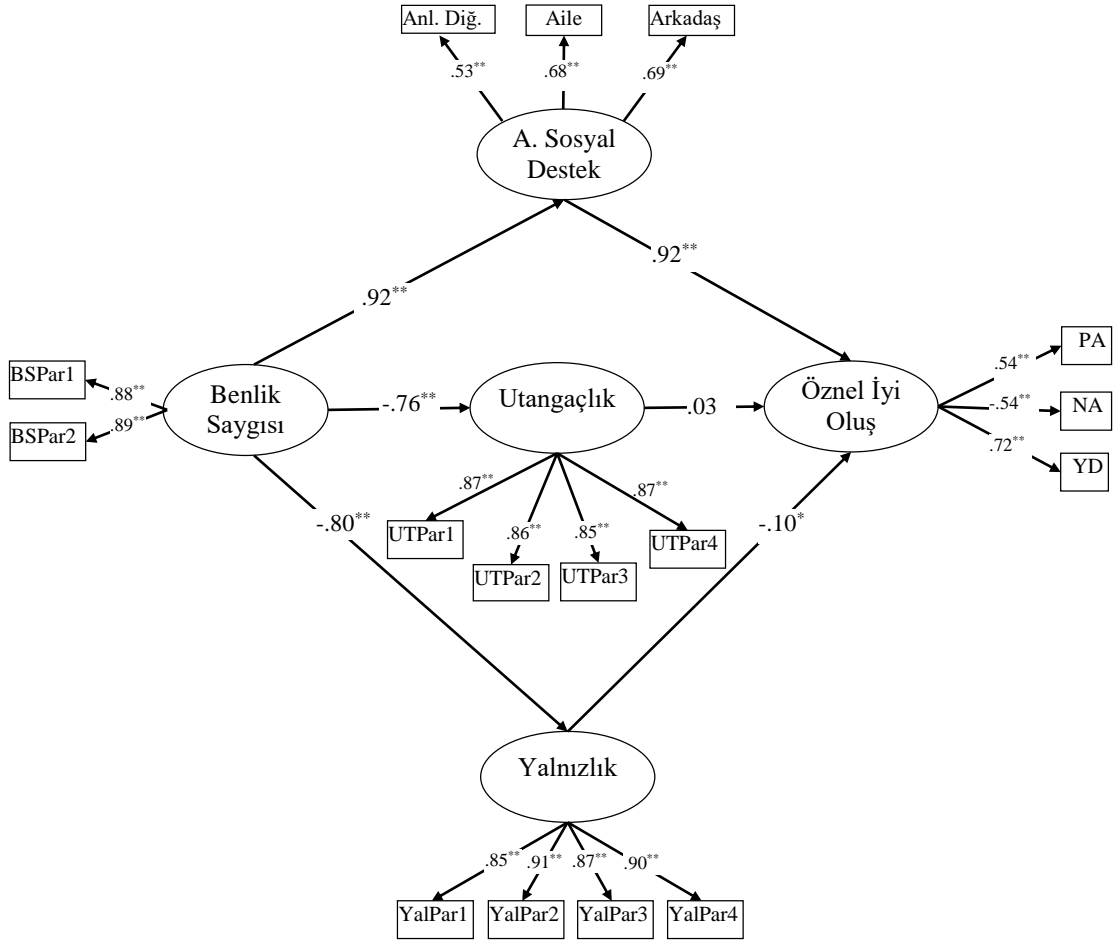 Anl. Diğ.
Aile
Arkadaş
.53**
.68**
.69**
A. Sosyal
Destek
.92**
.92**
BSPar1
BSPar2
.88**
.89**
Benlik
Saygısı
-.76**
Utangaçlık
.03
Öznel İyi
Oluş
.54**
-.54**
.72**
PA
NA
YD
.87**
.86**
.85**
.87**
UTPar1
UTPar2
UTPar3
UTPar4
-.80**
-.10*
Yalnızlık
.85**
.91**
.87**
.90**
YalPar1
YalPar2
YalPar3
YalPar4